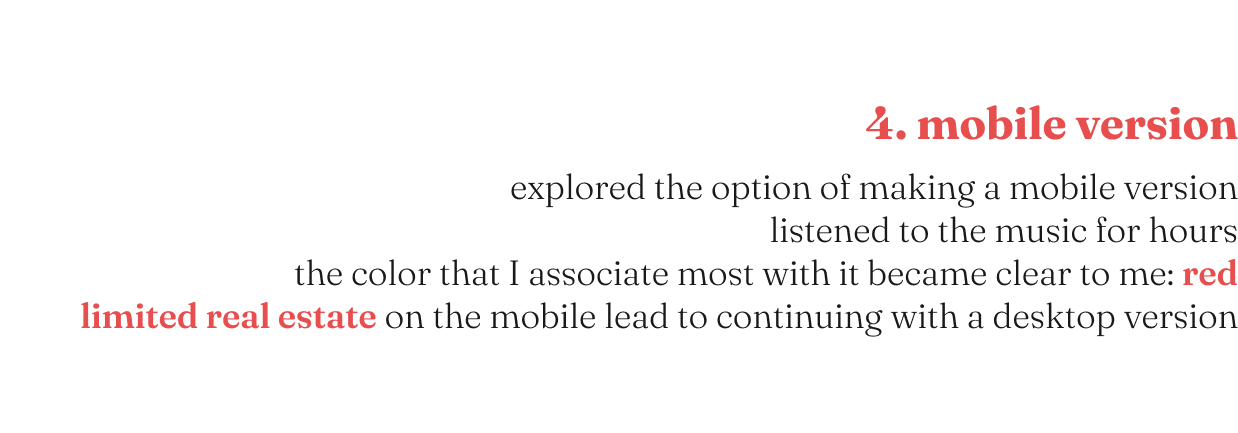 4. mobile version
explored the option of making a mobile version
listened to the music for hours
the color that I associate most with it became clear to me: red
limited real estate on the mobile lead to continuing with a desktop version